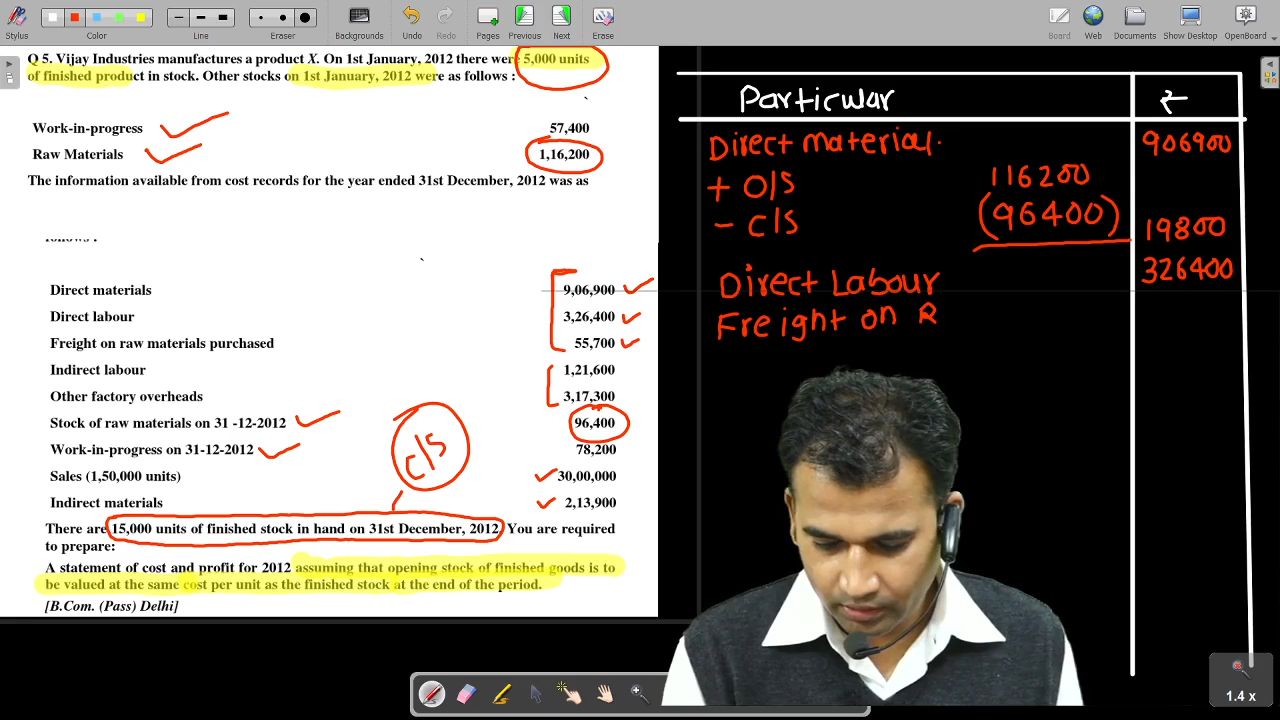 Stylus Color Line Eraser Backgrounds Undo Redo Pages Previous Next Erase Board Web Documents Show Desktop OpenBoard
Q 5. Vijay Industries manufactures a product X. On 1st January, 2012 there were 5,000 units
of finished product in stock. Other stocks on 1st January, 2012 were as follows :
Work-in-progress 57,400
Raw Materials 1,16,200
The information available from cost records for the year ended 31st December, 2012 was as
follows :
Direct materials 9,06,900
Direct labour 3,26,400
Freight on raw materials purchased 55,700
Indirect labour 1,21,600
Other factory overheads 3,17,300
Stock of raw materials on 31 -12-2012 96,400
Work-in-progress on 31-12-2012 78,200
Sales (1,50,000 units) 30,00,000
Indirect materials 2,13,900
There are 15,000 units of finished stock in hand on 31st December, 2012. You are required
to prepare:
A statement of cost and profit for 2012 assuming that opening stock of finished goods is to
be valued at the same cost per unit as the finished stock at the end of the period.
[B.Com. (Pass) Delhi]
C/S
Particular ₹
Direct material. 906900
+ O/S 116200
- C/S (96400) 19800
Direct Labour 326400
Freight on R
1.4 x